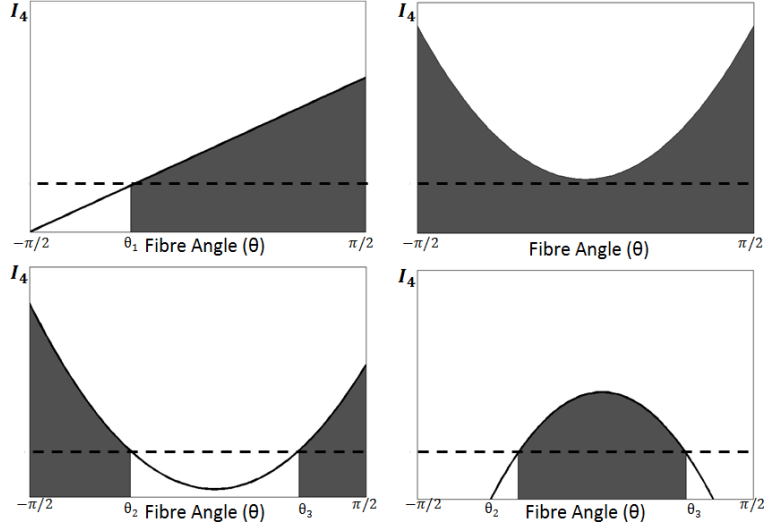 I₄ I₄
−π/2 θ₁ Fibre Angle (θ) π/2
−π/2 Fibre Angle (θ) π/2
I₄ I₄
−π/2 θ₂ Fibre Angle (θ) θ₃ π/2
−π/2 θ₂ Fibre Angle (θ) θ₃ π/2